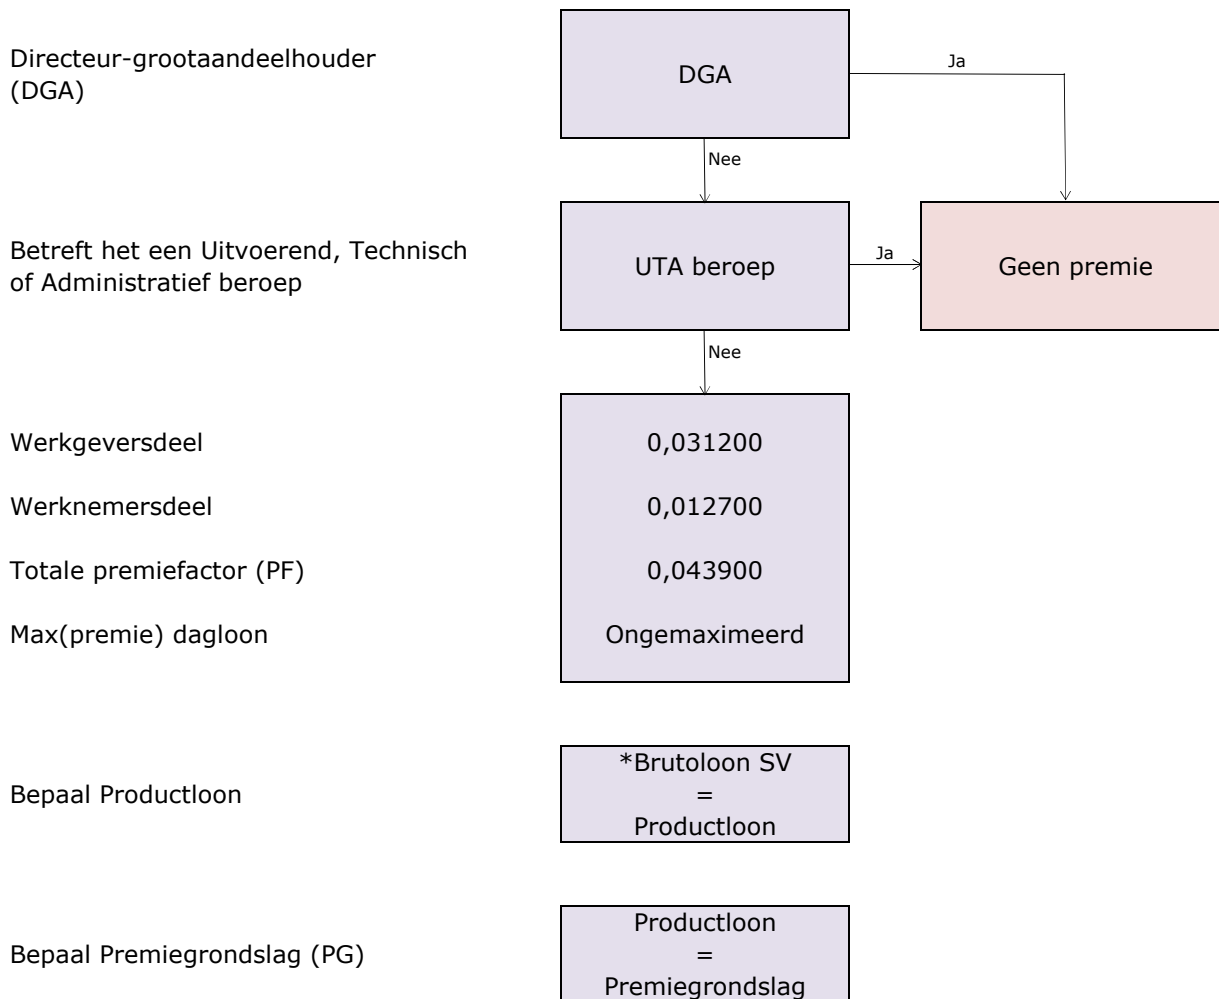 Directeur-grootaandeelhouder
(DGA)
DGA
Ja
Nee
Betreft het een Uitvoerend, Technisch
of Administratief beroep
UTA beroep
Ja
Geen premie
Nee
Werkgeversdeel
0,031200
Werknemersdeel
0,012700
Totale premiefactor (PF)
0,043900
Max(premie) dagloon
Ongemaximeerd
Bepaal Productloon
*Brutoloon SV
=
Productloon
Bepaal Premiegrondslag (PG)
Productloon
=
Premiegrondslag